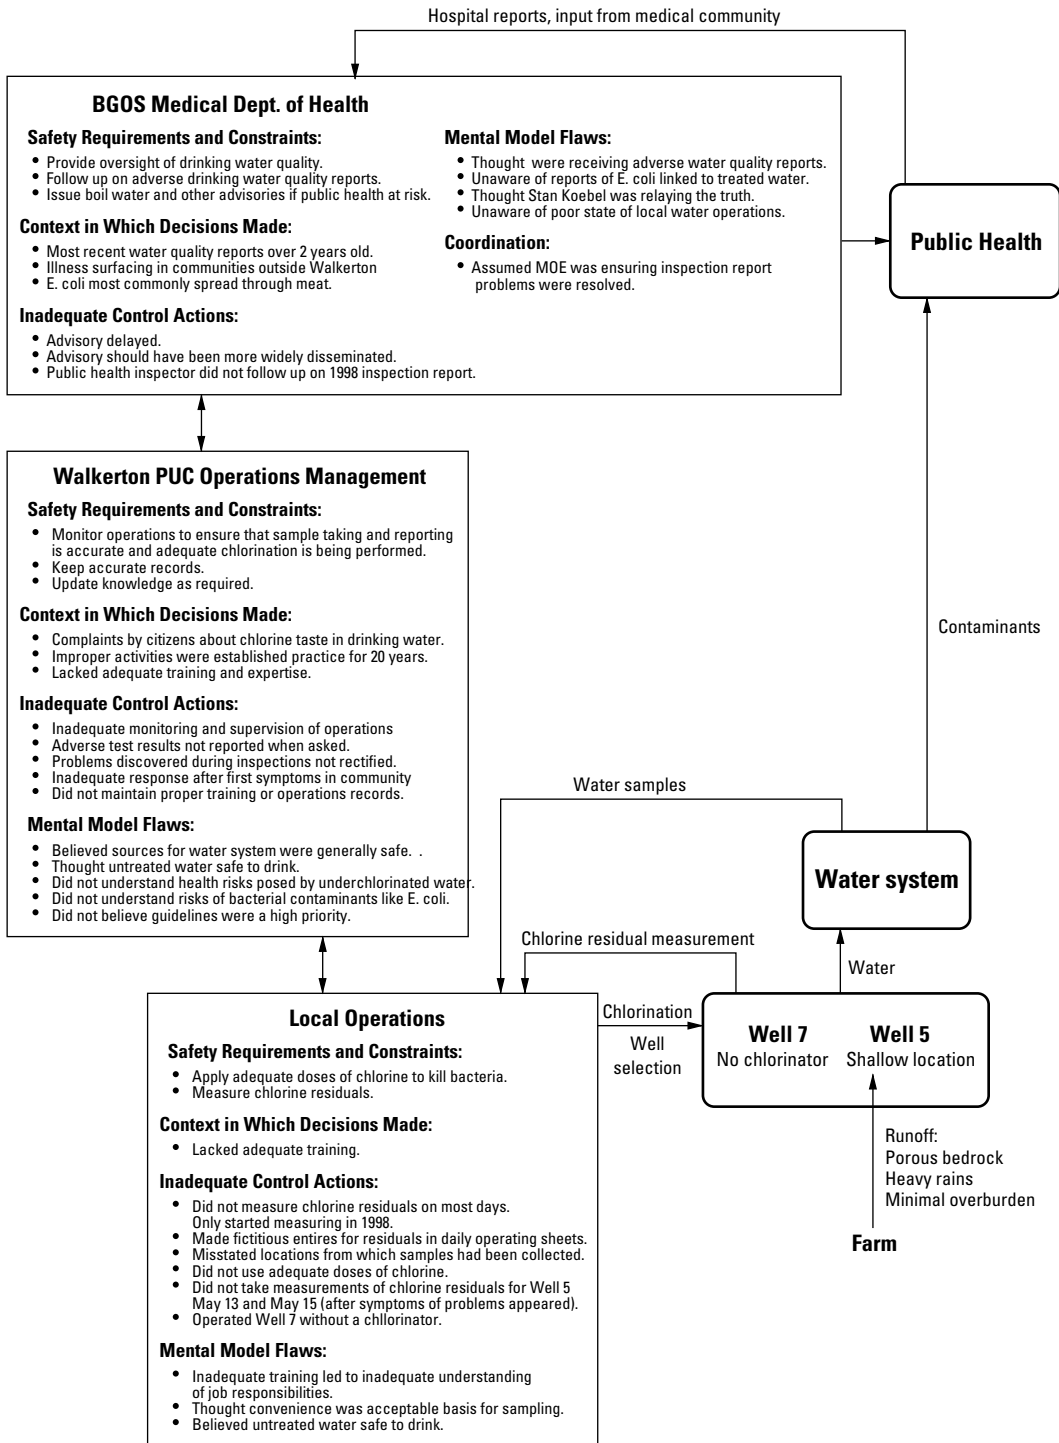 Hospital reports, input from medical community
BGOS Medical Dept. of Health
Safety Requirements and Constraints:
• Provide oversight of drinking water quality.
• Follow up on adverse drinking water quality reports.
• Issue boil water and other advisories if public health at risk.
Context in Which Decisions Made:
• Most recent water quality reports over 2 years old.
• Illness surfacing in communities outside Walkerton
• E. coli most commonly spread through meat.
Inadequate Control Actions:
• Advisory delayed.
• Advisory should have been more widely disseminated.
• Public health inspector did not follow up on 1998 inspection report.
Mental Model Flaws:
• Thought were receiving adverse water quality reports.
• Unaware of reports of E. coli linked to treated water.
• Thought Stan Koebel was relaying the truth.
• Unaware of poor state of local water operations.
Coordination:
• Assumed MOE was ensuring inspection report
problems were resolved.
Public Health
Walkerton PUC Operations Management
Safety Requirements and Constraints:
• Monitor operations to ensure that sample taking and reporting
is accurate and adequate chlorination is being performed.
• Keep accurate records.
• Update knowledge as required.
Context in Which Decisions Made:
• Complaints by citizens about chlorine taste in drinking water.
• Improper activities were established practice for 20 years.
• Lacked adequate training and expertise.
Inadequate Control Actions:
• Inadequate monitoring and supervision of operations
• Adverse test results not reported when asked.
• Problems discovered during inspections not rectified.
• Inadequate response after first symptoms in community
• Did not maintain proper training or operations records.
Mental Model Flaws:
• Believed sources for water system were generally safe. .
• Thought untreated water safe to drink.
• Did not understand health risks posed by underchlorinated water.
• Did not understand risks of bacterial contaminants like E. coli.
• Did not believe guidelines were a high priority.
Contaminants
Water samples
Water system
Chlorine residual measurement
Water
Local Operations
Safety Requirements and Constraints:
• Apply adequate doses of chlorine to kill bacteria.
• Measure chlorine residuals.
Context in Which Decisions Made:
• Lacked adequate training.
Inadequate Control Actions:
• Did not measure chlorine residuals on most days.
Only started measuring in 1998.
• Made fictitious entires for residuals in daily operating sheets.
• Misstated locations from which samples had been collected.
• Did not use adequate doses of chlorine.
• Did not take measurements of chlorine residuals for Well 5
May 13 and May 15 (after symptoms of problems appeared).
• Operated Well 7 without a chllorinator.
Mental Model Flaws:
• Inadequate training led to inadequate understanding
of job responsibilities.
• Thought convenience was acceptable basis for sampling.
• Believed untreated water safe to drink.
Chlorination
Well
selection
Well 7
No chlorinator
Well 5
Shallow location
Runoff:
Porous bedrock
Heavy rains
Minimal overburden
Farm